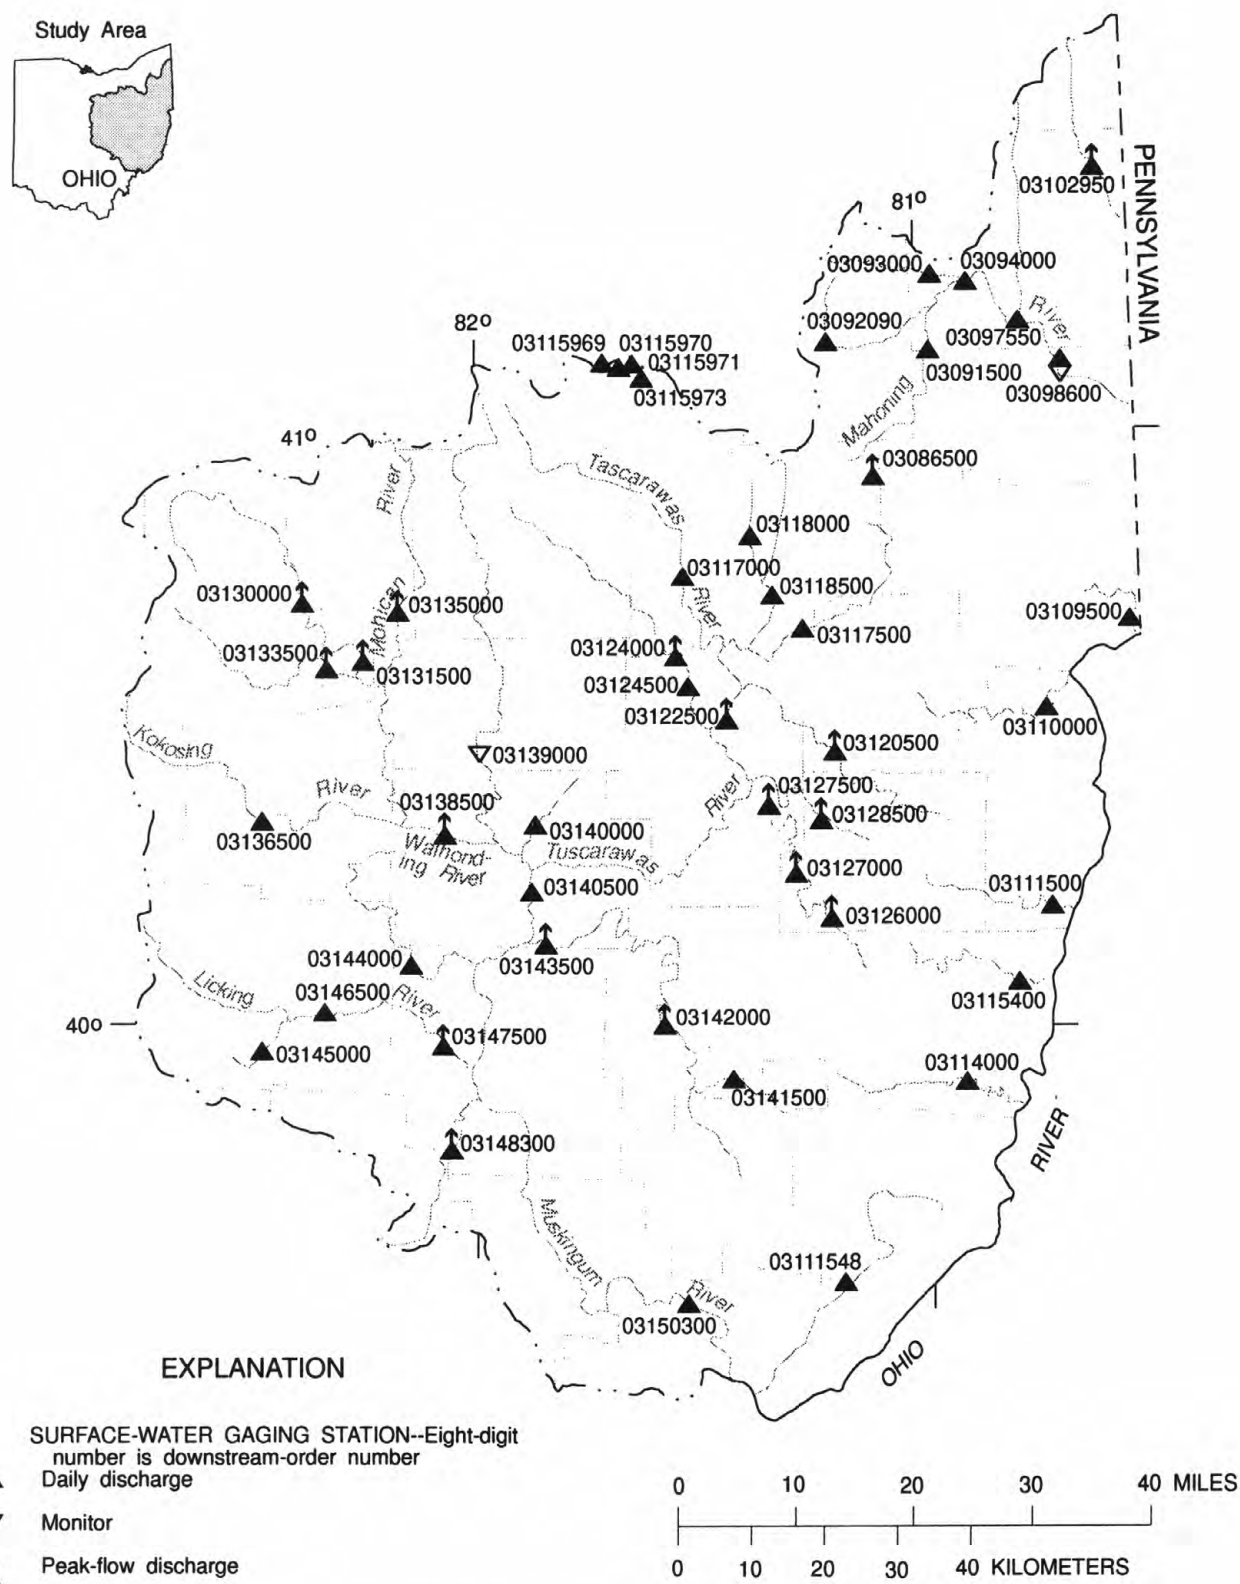 Study Area
OHIO
PENNSYLVANIA
03102950
81°
03093000
03094000
River
03092090
03097550
82°
03115969
03115970
03115971
03115973
03091500
03098600
Mahoning
41°
03086500
River
Tascarawas
03118000
03117000
03118500
River
03130000
Mohican
03135000
03109500
03117500
03124000
03133500
03131500
03124500
03122500
03110000
Kokosing
03139000
03120500
River
03127500
River
03138500
03128500
03136500
03140000
Walhond-
ing River
Tuscarawas
03127000
03140500
03111500
03126000
03144000
03143500
Licking
03146500
River
03115400
40°
03142000
03147500
03145000
03114000
03141500
RIVER
03148300
Muskingum
03111548
River
03150300
OHIO
EXPLANATION
SURFACE-WATER GAGING STATION--Eight-digit
number is downstream-order number
Daily discharge
Monitor
Peak-flow discharge
0 10 20 30 40 MILES
0 10 20 30 40 KILOMETERS